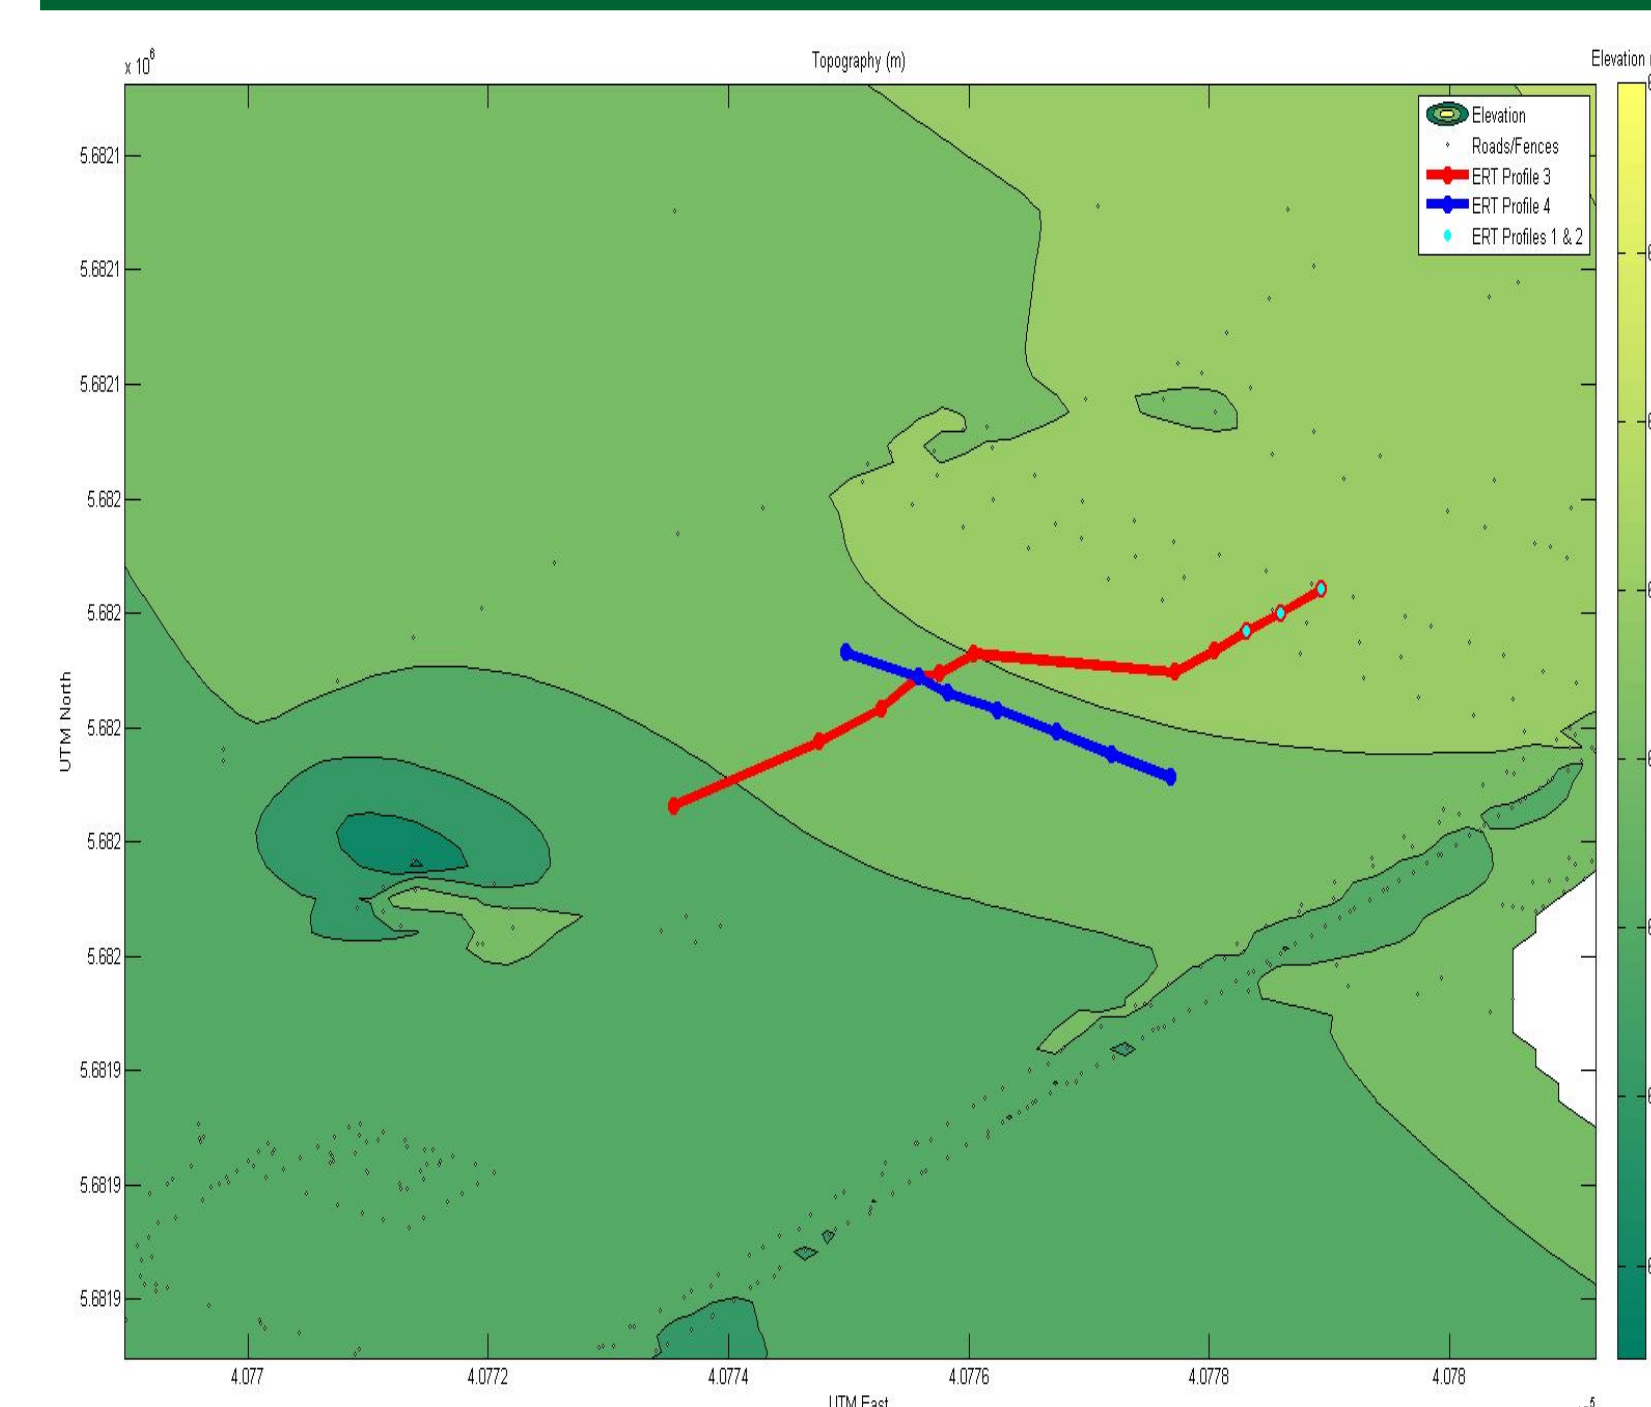 Topography (m)
Elevation
x 10^6
Elevation
Roads/Fences
ERT Profile 3
ERT Profile 4
ERT Profiles 1 & 2
5.6821
5.6821
5.6821
5.682
5.682
5.682
5.682
5.682
5.6819
5.6819
5.6819
UTM North
4.077
4.0772
4.0774
4.0776
4.0778
4.078
UTM East